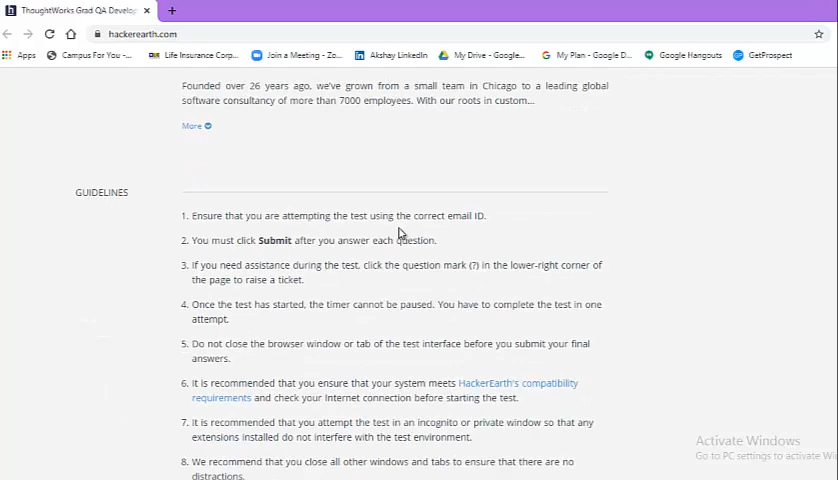 ThoughtWorks Grad QA Develop
hackerearth.com
Apps Campus For You -... Life Insurance Corp... Join a Meeting - Zo... Akshay LinkedIn My Drive - Google... My Plan - Google D... Google Hangouts GetProspect
Founded over 26 years ago, we've grown from a small team in Chicago to a leading global
software consultancy of more than 7000 employees. With our roots in custom...
More
GUIDELINES
1. Ensure that you are attempting the test using the correct email ID.
2. You must click Submit after you answer each question.
3. If you need assistance during the test, click the question mark (?) in the lower-right corner of
the page to raise a ticket.
4. Once the test has started, the timer cannot be paused. You have to complete the test in one
attempt.
5. Do not close the browser window or tab of the test interface before you submit your final
answers.
6. It is recommended that you ensure that your system meets HackerEarth's compatibility
requirements and check your Internet connection before starting the test.
7. It is recommended that you attempt the test in an incognito or private window so that any
extensions installed do not interfere with the test environment.
8. We recommend that you close all other windows and tabs to ensure that there are no
distractions.
Activate Windows
Go to PC settings to activate Win